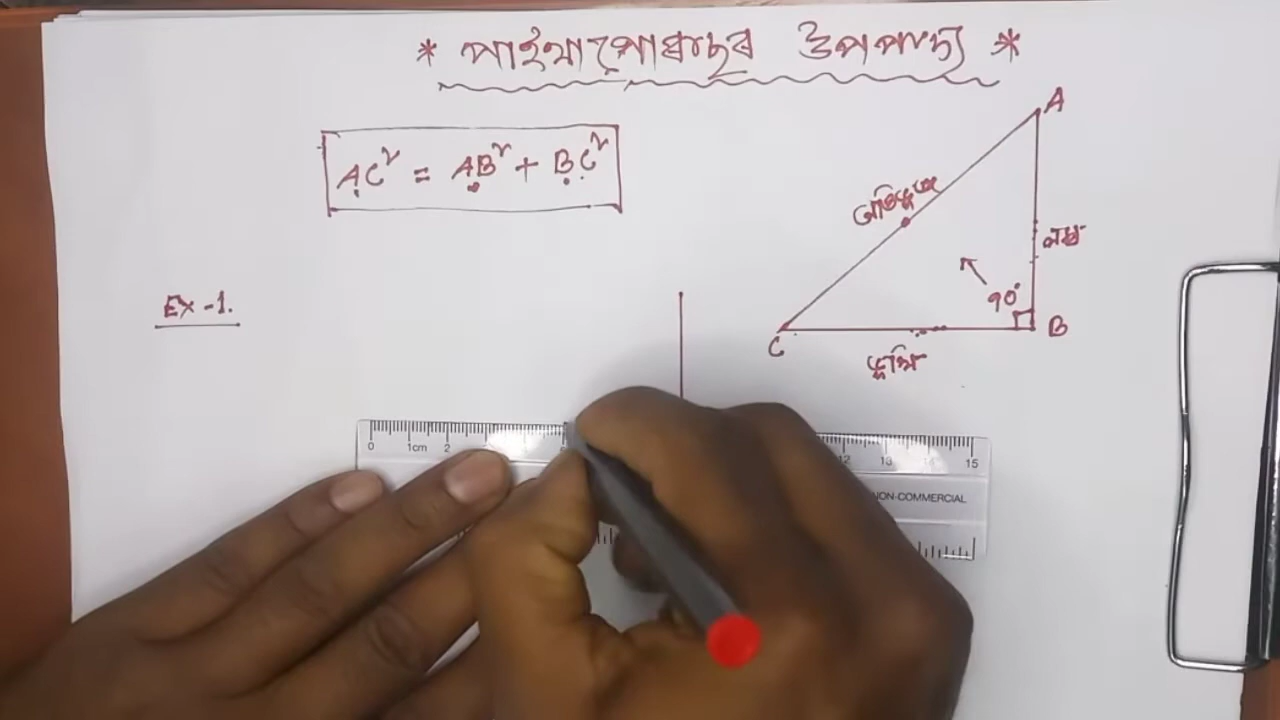 * পাইথাগোৰাছৰ উপপাদ্য *
AC² = AB² + BC²
A
অতিভুজ
লম্ব
90°
B
C
ভূমি
Ex-1.
0 1cm 2 12 13 14 15
NON-COMMERCIAL